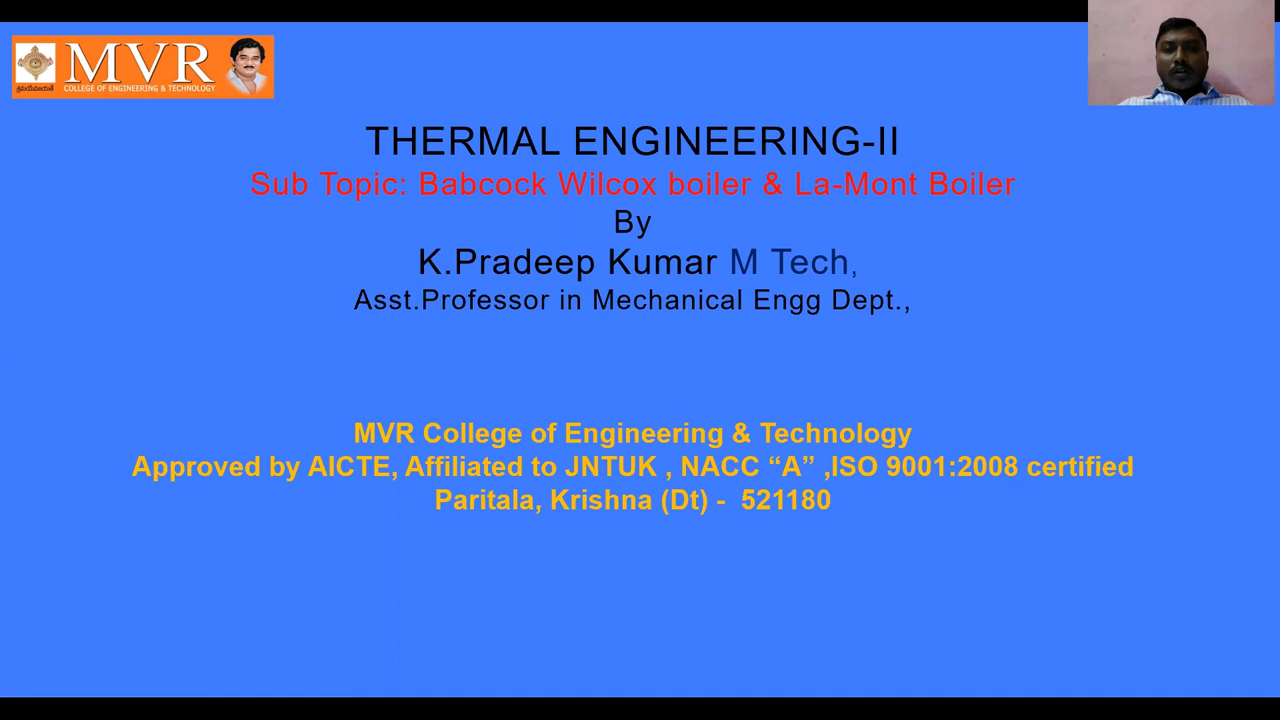 MVR
COLLEGE OF ENGINEERING & TECHNOLOGY
THERMAL ENGINEERING-II
Sub Topic: Babcock Wilcox boiler & La-Mont Boiler
By
K.Pradeep Kumar M Tech,
Asst.Professor in Mechanical Engg Dept.,
MVR College of Engineering & Technology
Approved by AICTE, Affiliated to JNTUK , NACC “A” ,ISO 9001:2008 certified
Paritala, Krishna (Dt) - 521180